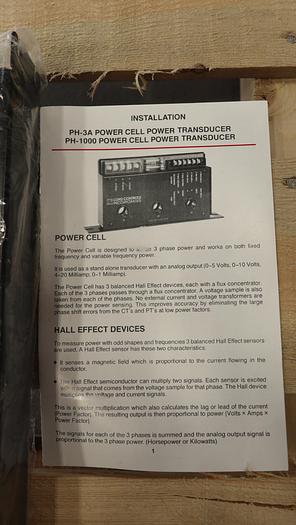 INSTALLATION
PH-3A POWER CELL POWER TRANSDUCER
PH-1000 POWER CELL POWER TRANSDUCER
LOAD CONTROLS
INCORPORATED
POWER CELL
The Power Cell is designed to 3 phase power and works on both fixed
frequency and variable frequency power.
It is used as a stand alone transducer with an analog output (0–5 Volts, 0–10 Volts,
4–20 Milliamp, 0–1 Milliamp).
The Power Cell has 3 balanced Hall Effect devices, each with a flux concentrator.
Each of the 3 phases passes through a flux concentrator. A voltage sample is also
taken from each of the phases. No external current and voltage transformers are
needed for the power sensing. This improves accuracy by eliminating the large
phase shift errors from the CT's and PT's at low power factors.
HALL EFFECT DEVICES
To measure power with odd shapes and frequencies 3 balanced Hall Effect sensors
are used. A Hall Effect sensor has these two characteristics:
• It senses a magnetic field which is proportional to the current flowing in the
conductor.
• The Hall Effect semiconductor can multiply two signals. Each sensor is excited
signal that comes from the voltage sample for that phase. The Hall device
multiplies the voltage and current signals.
This is a vector multiplication which also calculates the lag or lead of the current
(Power Factor). The resulting output is then proportional to power (Volts × Amps ×
Power Factor).
The signals for each of the 3 phases is summed and the analog output signal is
proportional to the 3 phase power. (Horsepower or Kilowatts)
1